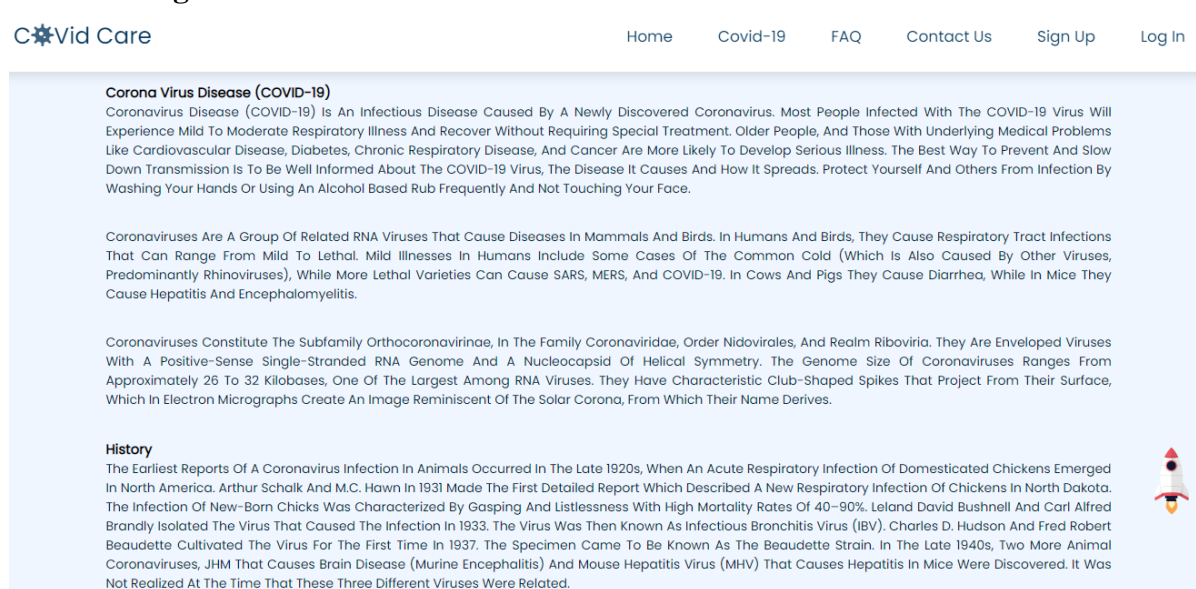 C Vid Care
Home Covid-19 FAQ Contact Us Sign Up Log In
Corona Virus Disease (COVID-19)
Coronavirus Disease (COVID-19) Is An Infectious Disease Caused By A Newly Discovered Coronavirus. Most People Infected With The COVID-19 Virus Will
Experience Mild To Moderate Respiratory Illness And Recover Without Requiring Special Treatment. Older People, And Those With Underlying Medical Problems
Like Cardiovascular Disease, Diabetes, Chronic Respiratory Disease, And Cancer Are More Likely To Develop Serious Illness. The Best Way To Prevent And Slow
Down Transmission Is To Be Well Informed About The COVID-19 Virus, The Disease It Causes And How It Spreads. Protect Yourself And Others From Infection By
Washing Your Hands Or Using An Alcohol Based Rub Frequently And Not Touching Your Face.
Coronaviruses Are A Group Of Related RNA Viruses That Cause Diseases In Mammals And Birds. In Humans And Birds, They Cause Respiratory Tract Infections
That Can Range From Mild To Lethal. Mild Illnesses In Humans Include Some Cases Of The Common Cold (Which Is Also Caused By Other Viruses,
Predominantly Rhinoviruses), While More Lethal Varieties Can Cause SARS, MERS, And COVID-19. In Cows And Pigs They Cause Diarrhea, While In Mice They
Cause Hepatitis And Encephalomyelitis.
Coronaviruses Constitute The Subfamily Orthocoronavirinae, In The Family Coronaviridae, Order Nidovirales, And Realm Riboviria. They Are Enveloped Viruses
With A Positive-Sense Single-Stranded RNA Genome And A Nucleocapsid Of Helical Symmetry. The Genome Size Of Coronaviruses Ranges From
Approximately 26 To 32 Kilobases, One Of The Largest Among RNA Viruses. They Have Characteristic Club-Shaped Spikes That Project From Their Surface,
Which In Electron Micrographs Create An Image Reminiscent Of The Solar Corona, From Which Their Name Derives.
History
The Earliest Reports Of A Coronavirus Infection In Animals Occurred In The Late 1920s, When An Acute Respiratory Infection Of Domesticated Chickens Emerged
In North America. Arthur Schalk And M.C. Hawn In 1931 Made The First Detailed Report Which Described A New Respiratory Infection Of Chickens In North Dakota.
The Infection Of New-Born Chicks Was Characterized By Gasping And Listlessness With High Mortality Rates Of 40-90%. Leland David Bushnell And Carl Alfred
Brandly Isolated The Virus That Caused The Infection In 1933. The Virus Was Then Known As Infectious Bronchitis Virus (IBV). Charles D. Hudson And Fred Robert
Beaudette Cultivated The Virus For The First Time In 1937. The Specimen Came To Be Known As The Beaudette Strain. In The Late 1940s, Two More Animal
Coronaviruses, JHM That Causes Brain Disease (Murine Encephalitis) And Mouse Hepatitis Virus (MHV) That Causes Hepatitis In Mice Were Discovered. It Was
Not Realized At The Time That These Three Different Viruses Were Related.